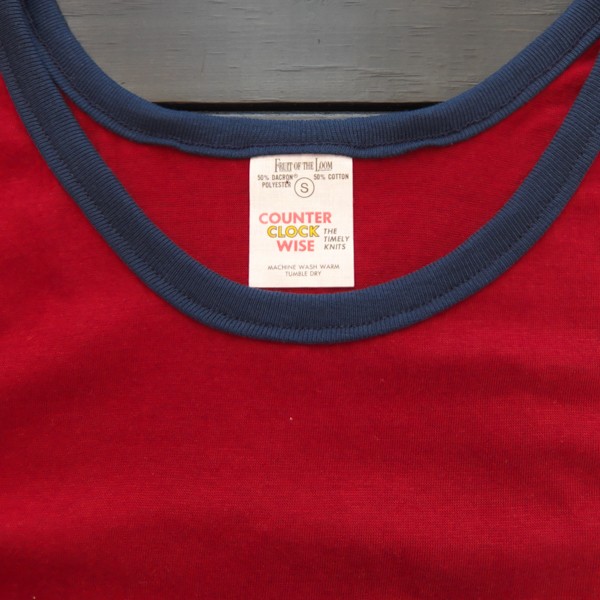 FRUIT OF THE LOOM
50% DACRON® 50% COTTON
POLYESTER S
COUNTER
CLOCK THE
WISE TIMELY
KNITS
MACHINE WASH WARM
TUMBLE DRY